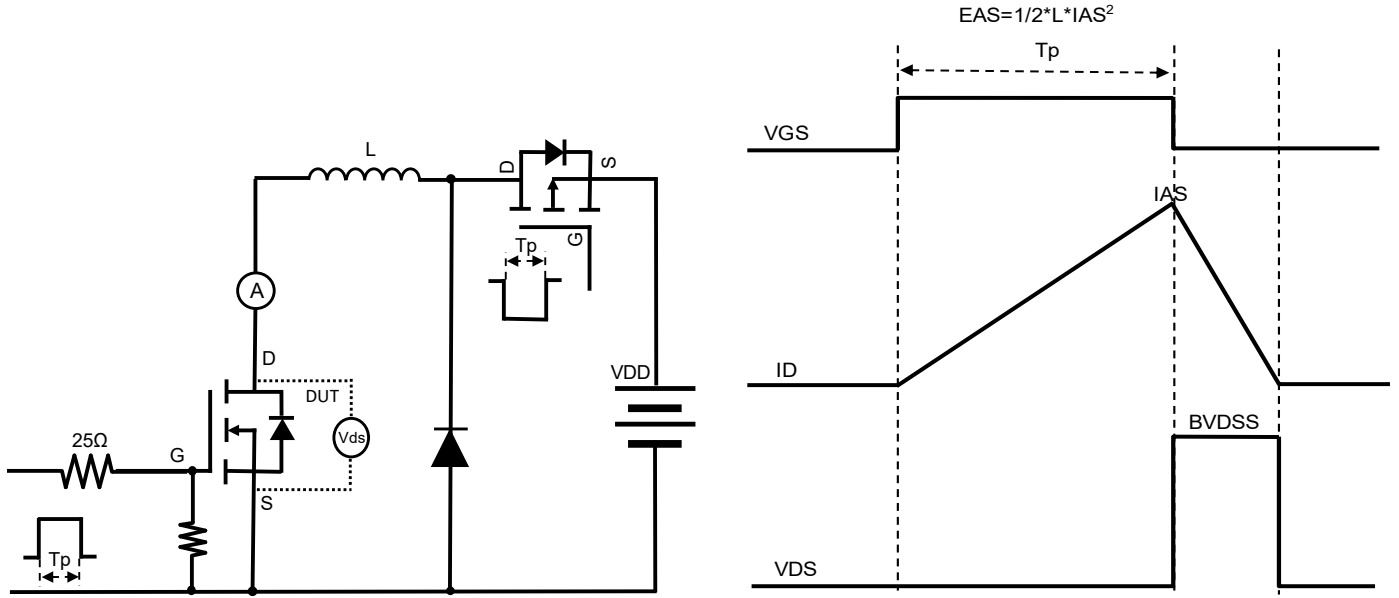 EAS=1/2*L*IAS²
Tp
VGS
L
D
S
G
Tp
IAS
A
D
VDD
ID
DUT
Vds
BVDSS
25Ω
G
S
Tp
VDS